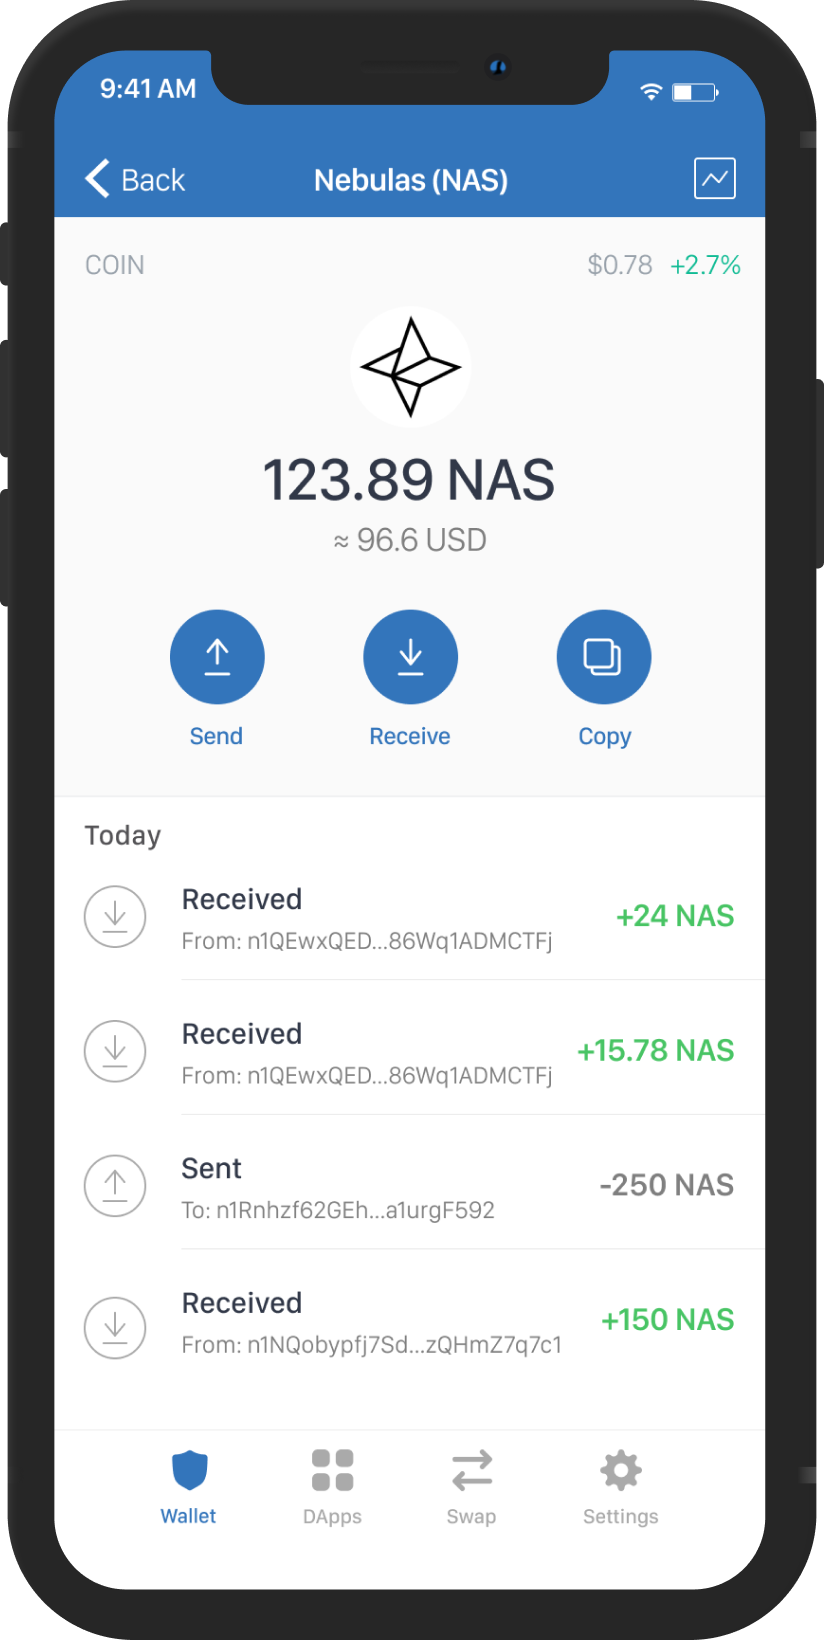 9:41 AM
Back
Nebulas (NAS)
COIN
$0.78 +2.7%
123.89 NAS
≈ 96.6 USD
Send
Receive
Copy
Today
Received
+24 NAS
From: n1QEwxQED...86Wq1ADMCTFj
Received
+15.78 NAS
From: n1QEwxQED...86Wq1ADMCTFj
Sent
-250 NAS
To: n1Rnhzf62GEh...a1urgF592
Received
+150 NAS
From: n1NQobypfj7Sd...zQHmZ7q7c1
Wallet
DApps
Swap
Settings